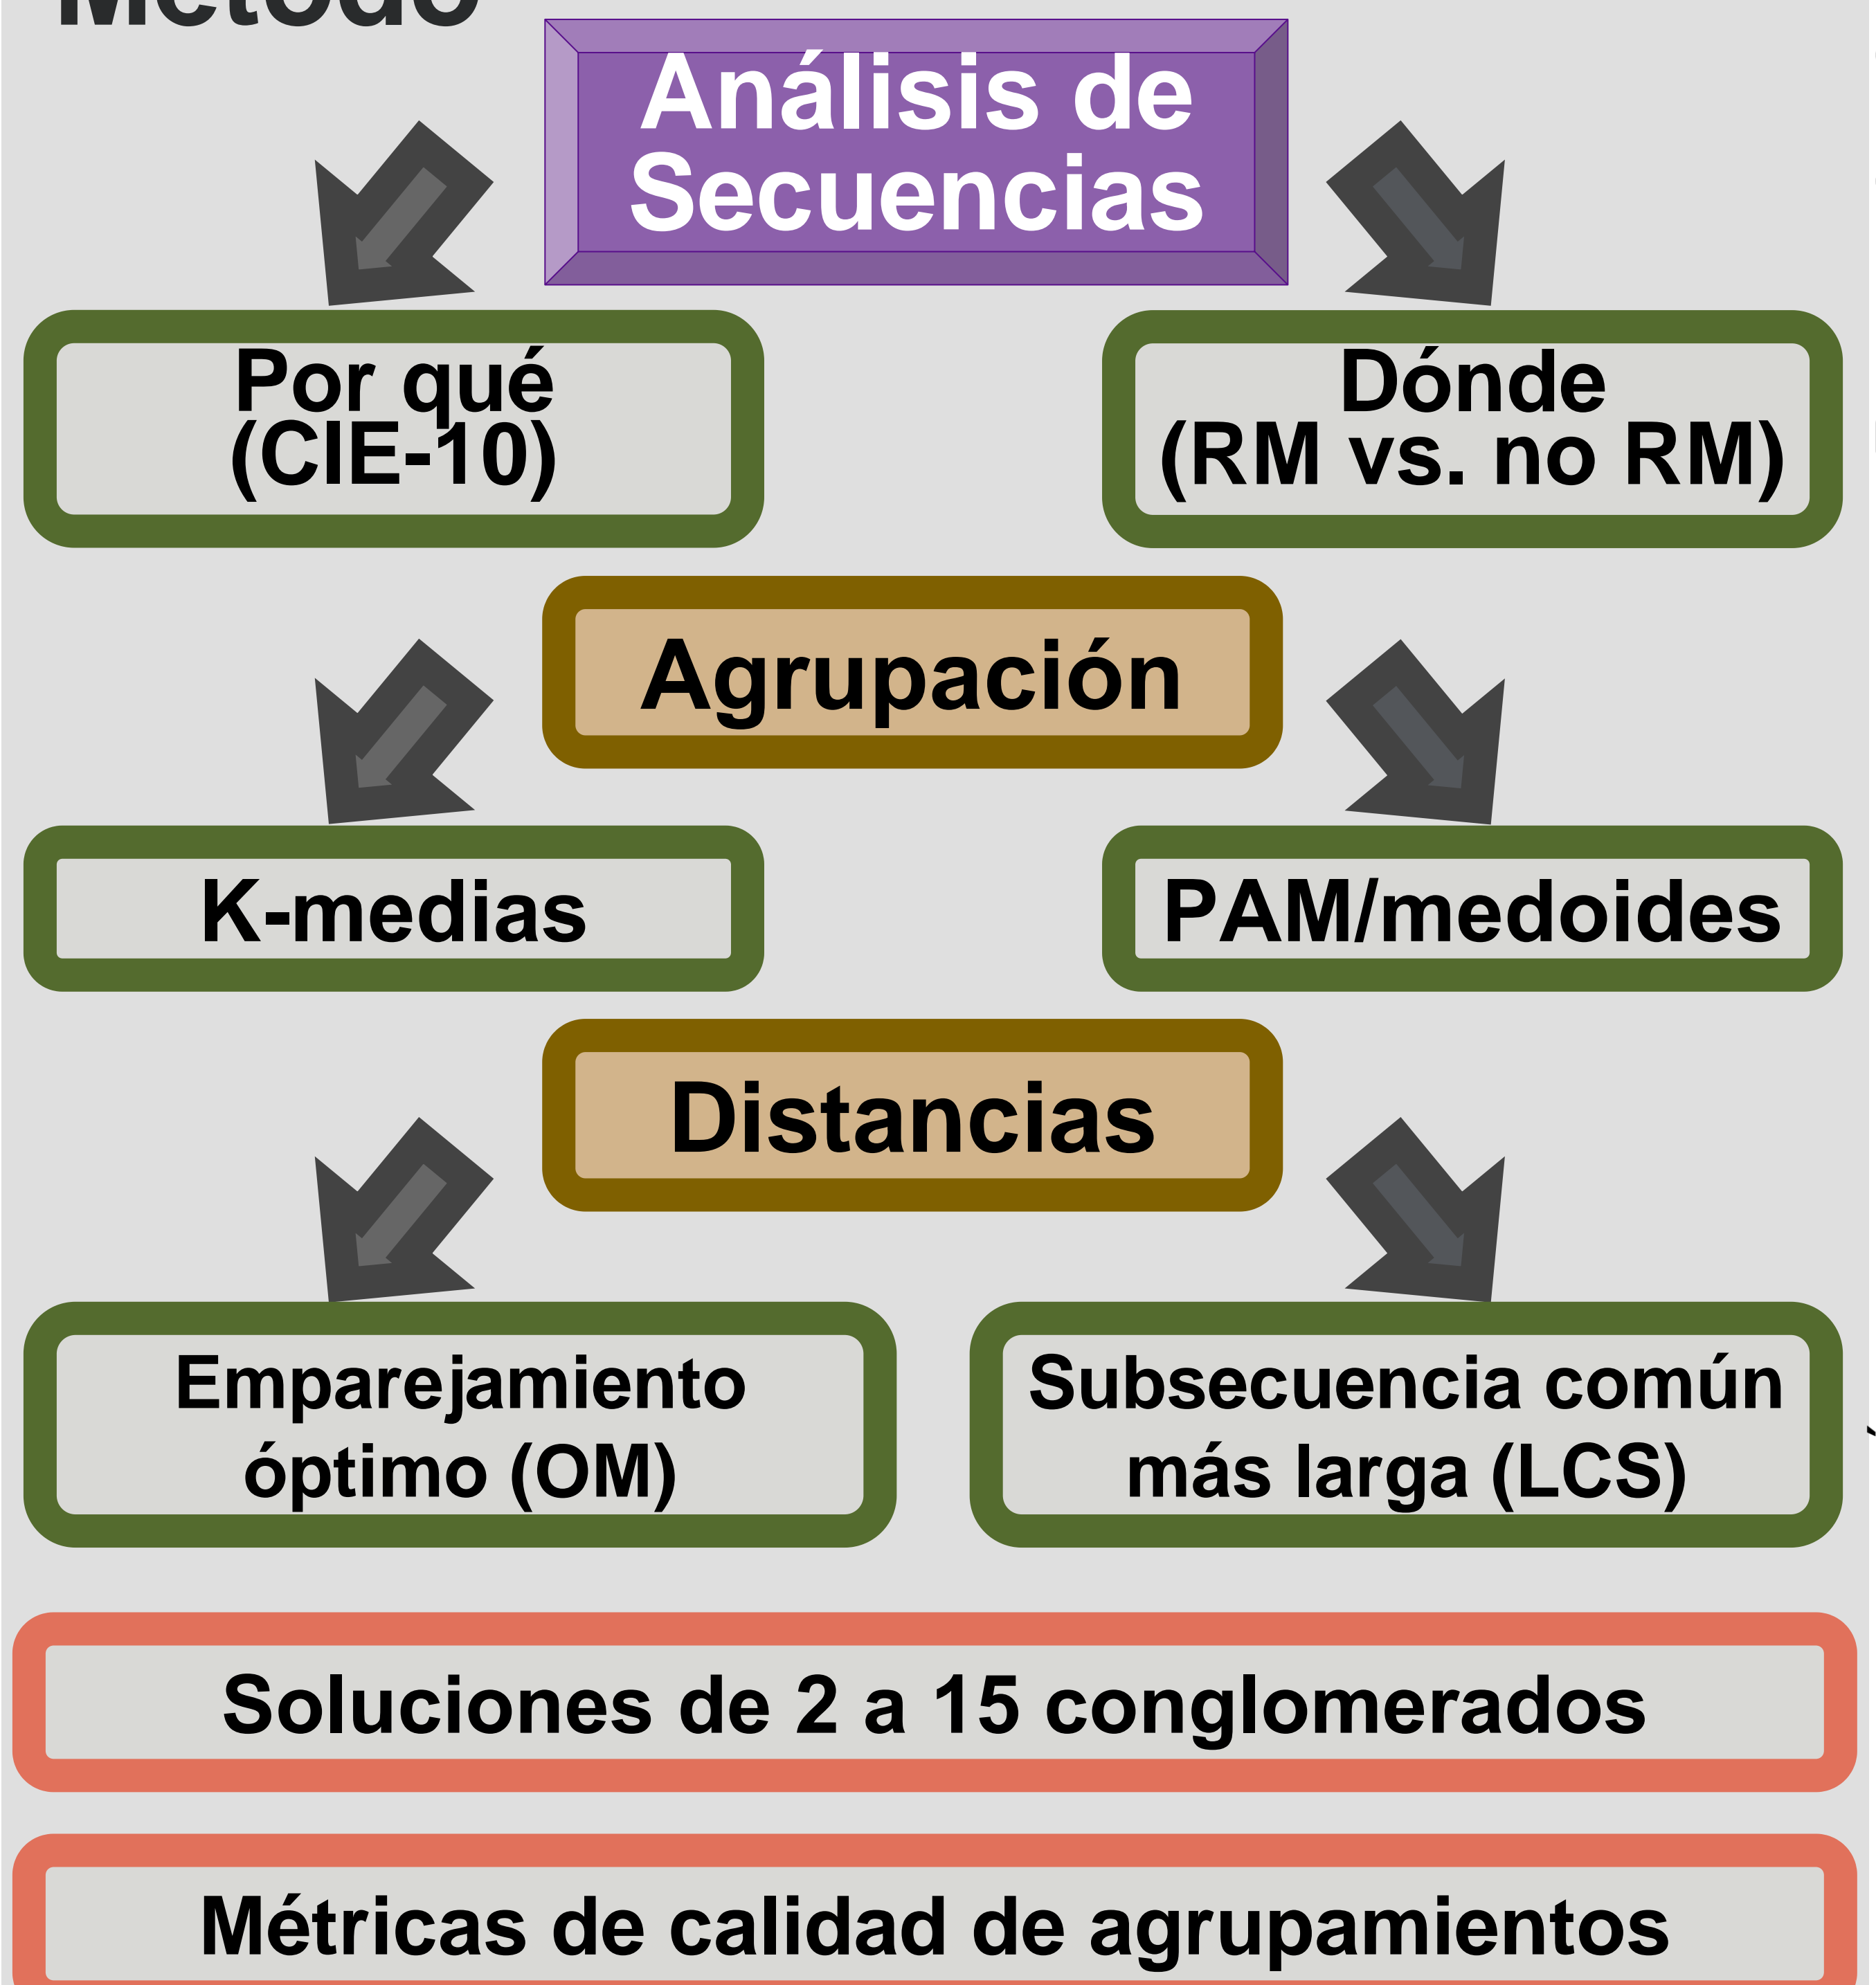 Método
Análisis de
Secuencias
Por qué
(CIE-10)
Dónde
(RM vs. no RM)
Agrupación
K-medias
PAM/medoides
Distancias
Emparejamiento
óptimo (OM)
Subsecuencia común
más larga (LCS)
Soluciones de 2 a 15 conglomerados
Métricas de calidad de agrupamientos